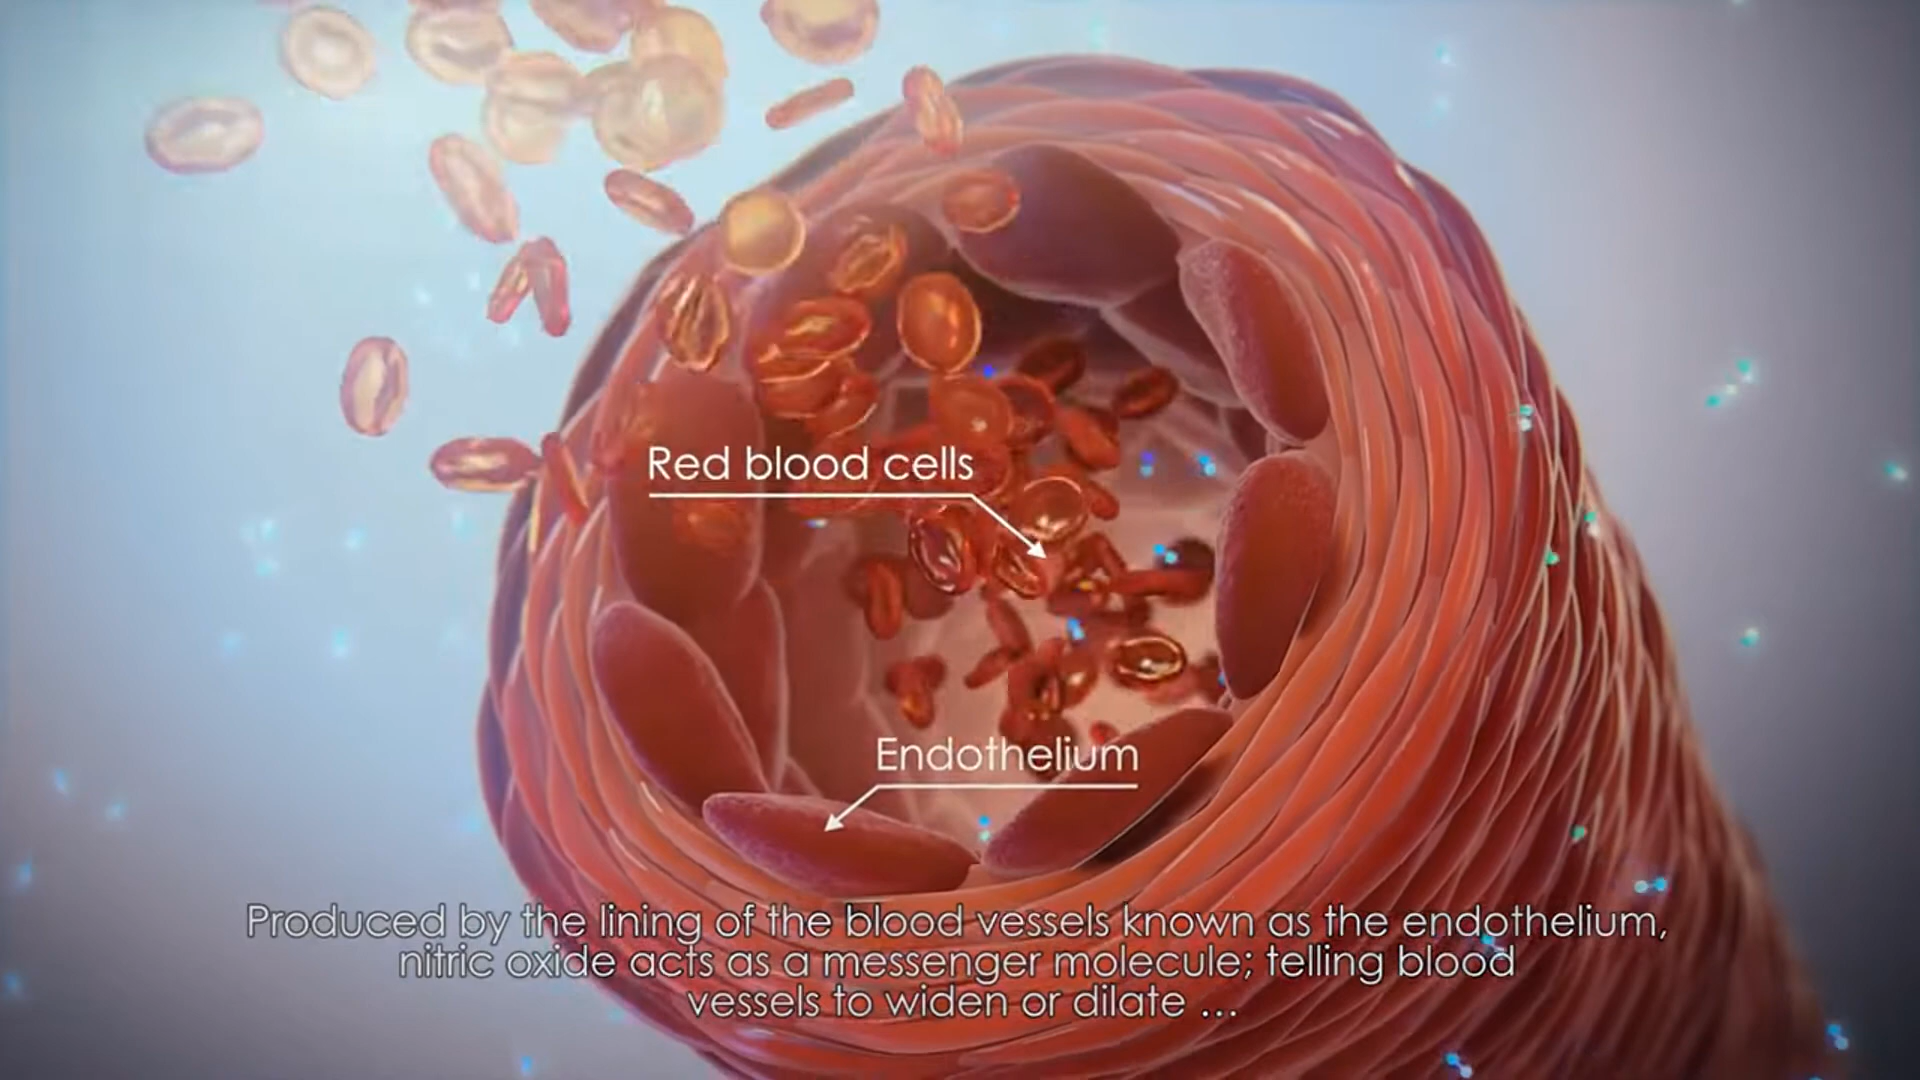 Red blood cells
Endothelium
Produced by the lining of the blood vessels known as the endothelium,
nitric oxide acts as a messenger molecule; telling blood
vessels to widen or dilate ...